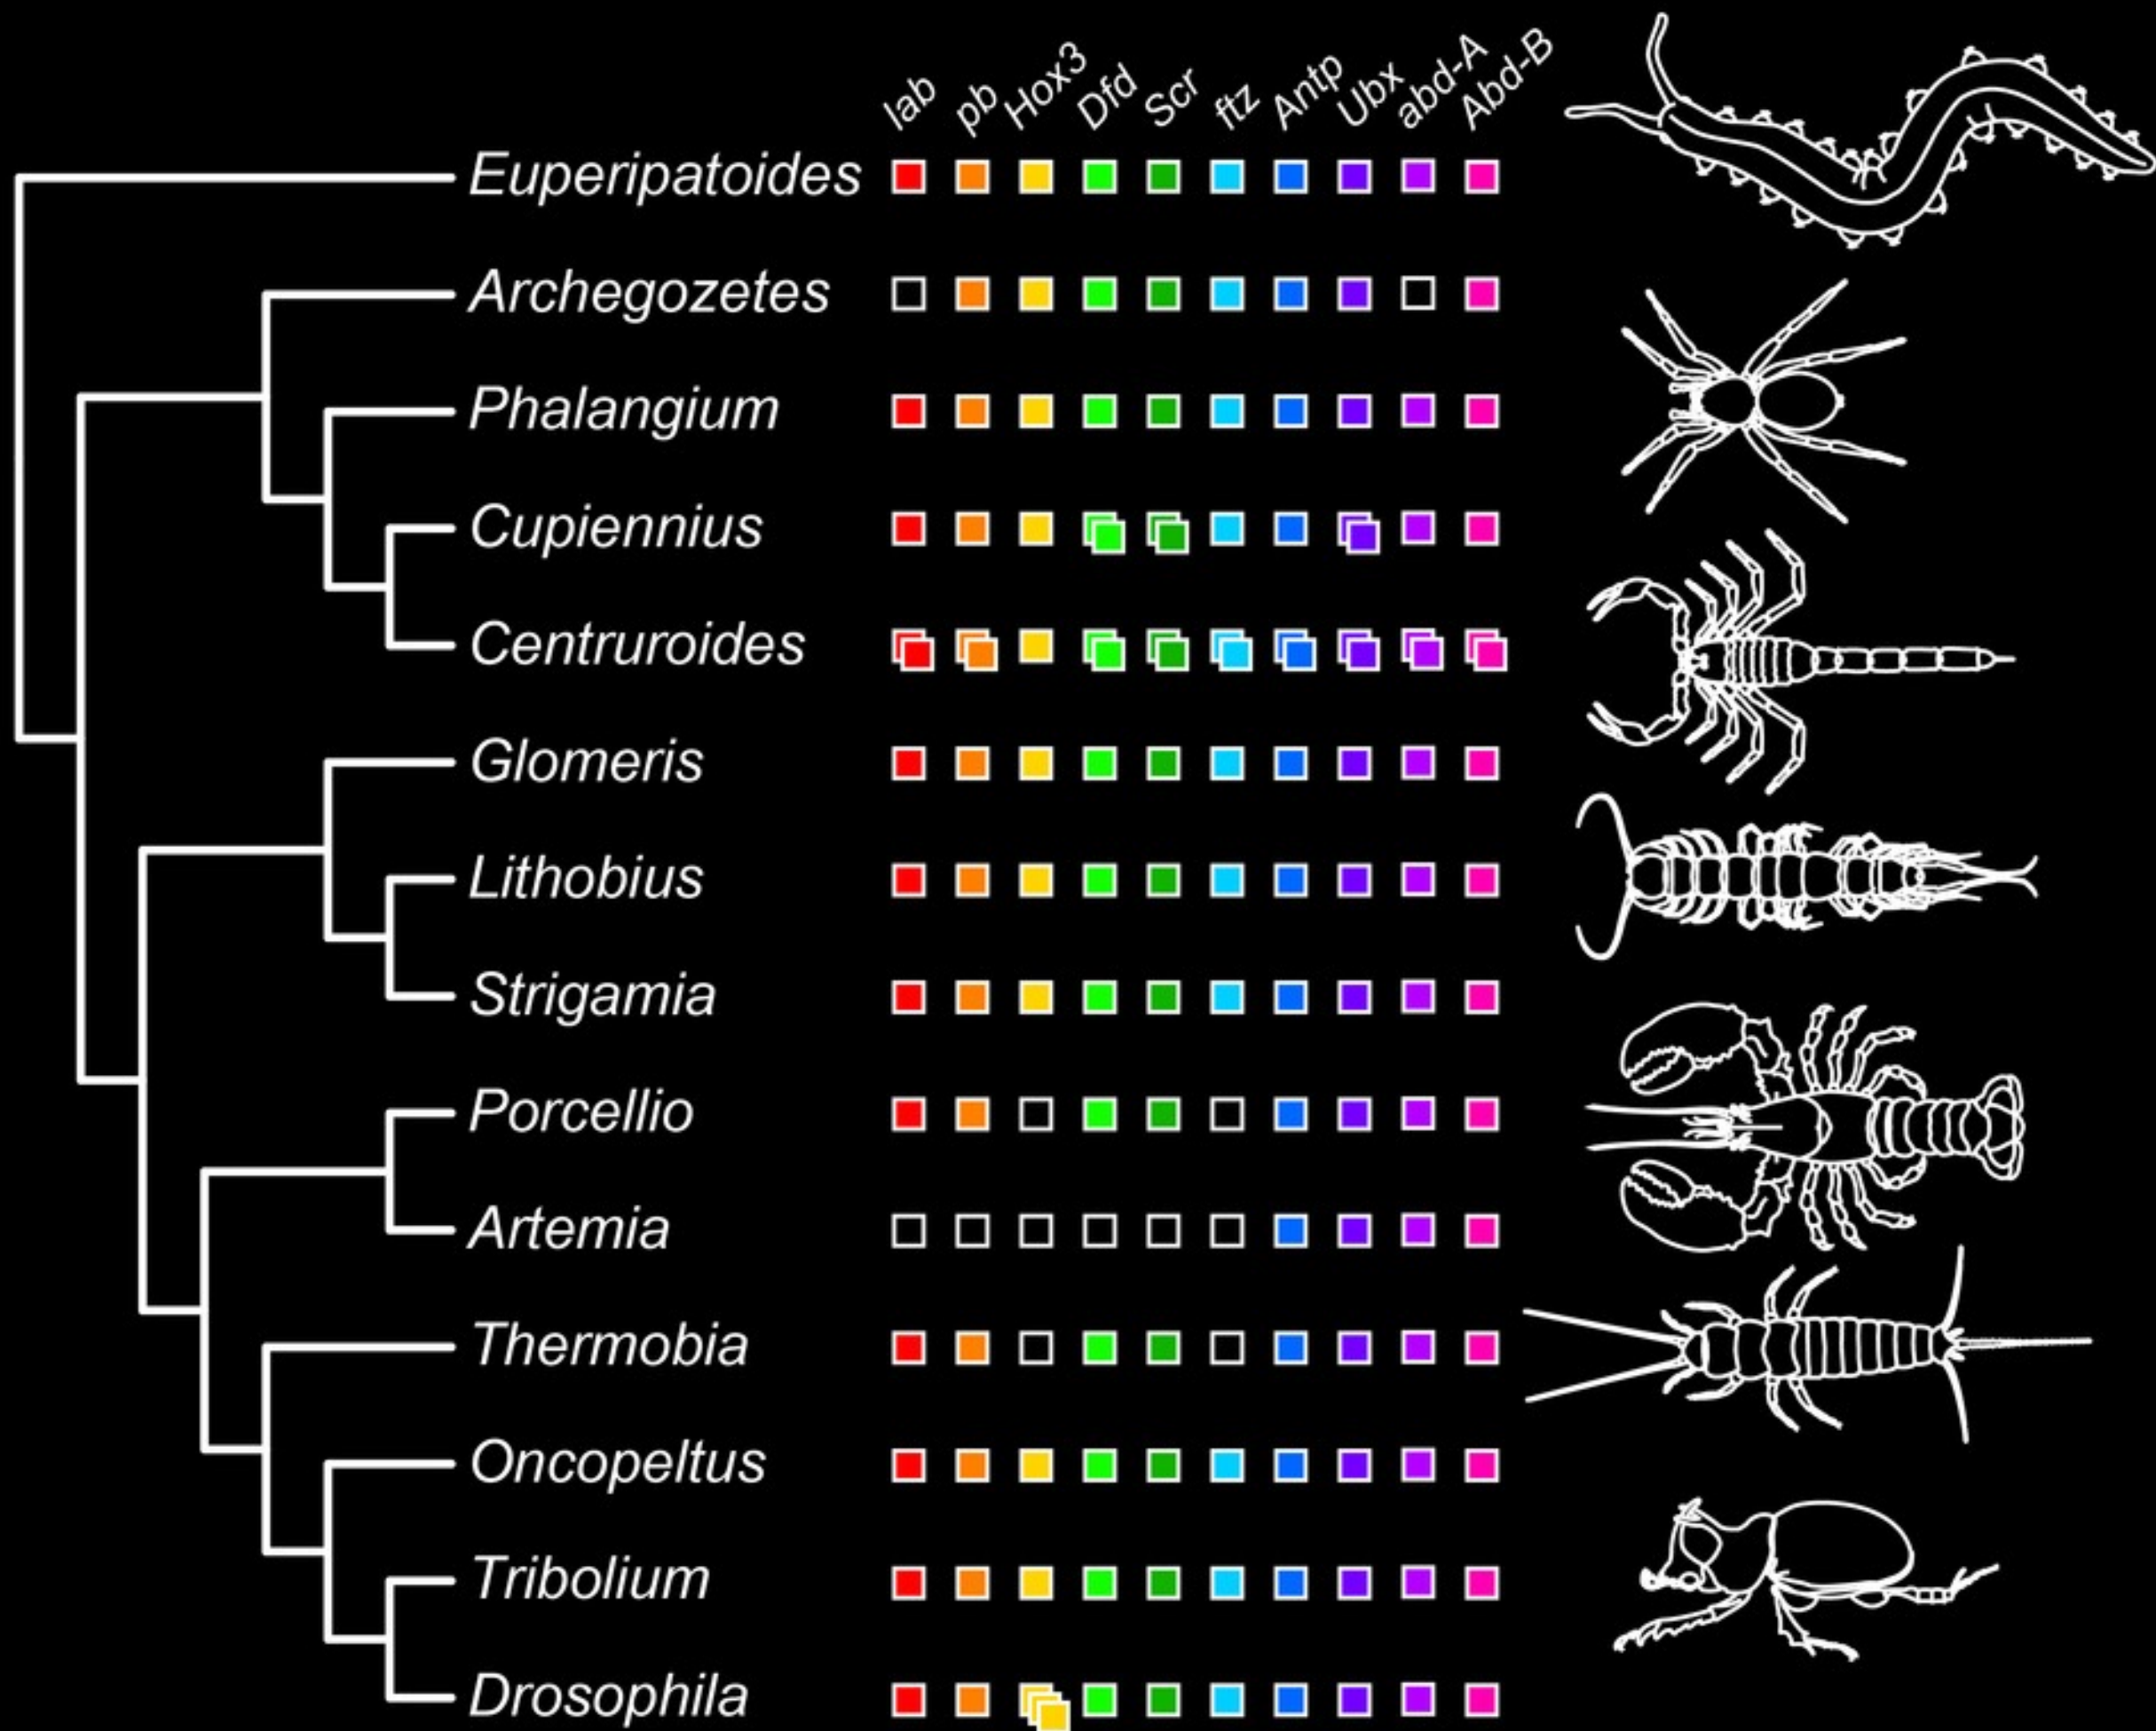 lab pb Hox3 Dfd Scr ftz Antp Ubx abd-A Abd-B
Euperipatoides
Archegozetes
Phalangium
Cupiennius
Centruroides
Glomeris
Lithobius
Strigamia
Porcellio
Artemia
Thermobia
Oncopeltus
Tribolium
Drosophila